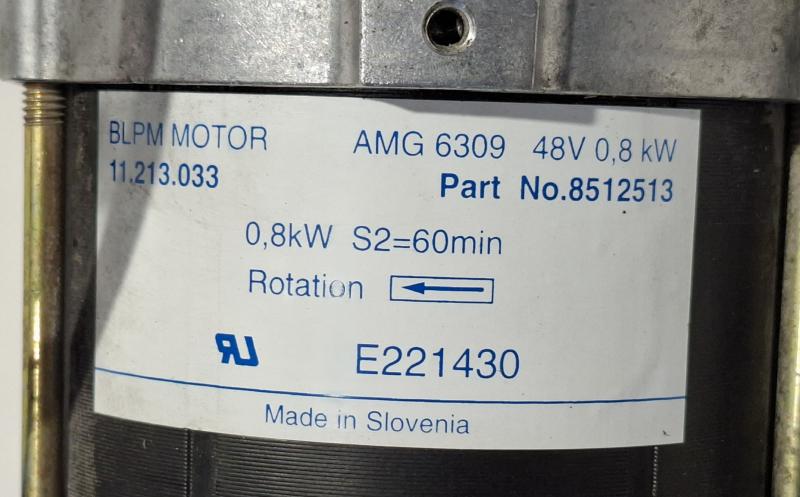 BLPM MOTOR AMG 6309 48V 0,8 kW
11.213.033 Part No.8512513
0,8kW S2=60min
Rotation
RU E221430
Made in Slovenia